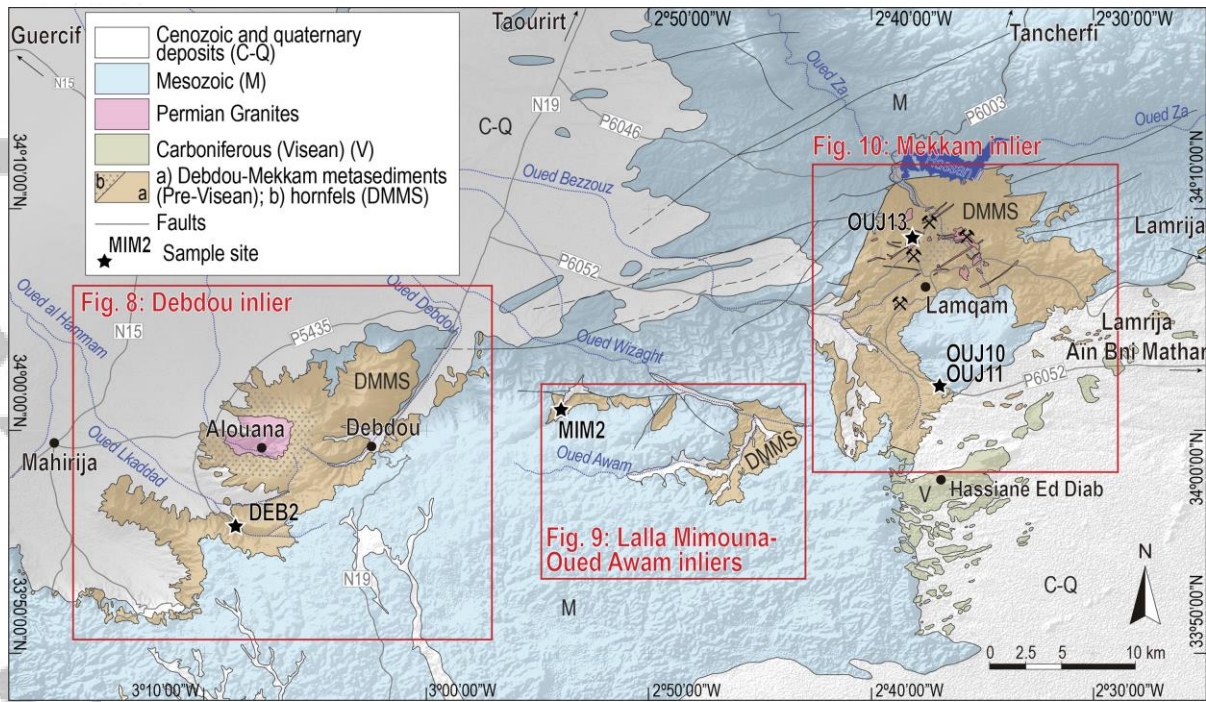 Guercif
Taourirt
2°50'00"W
2°40'00"W
2°30'00"W
Tancherfi
Cenozoic and quaternary
deposits (C-Q)
Mesozoic (M)
Permian Granites
Carboniferous (Visean) (V)
b
a
a) Debdou-Mekkam metasediments
(Pre-Visean); b) hornfels (DMMS)
Faults
MIM2 Sample site
N15
N19
C-Q
P6046
Oued Za
M
P6003
Oued Za
34°10'00"N
34°10'00"N
Oued Bezzouz
Fig. 10: Mekkam inlier
Hassan
DMMS
OUJ13
Lamrija
P6052
Lamqam
Fig. 8: Debdou inlier
Oued al Hammam
N15
P5435
Oued Debdou
Oued Wizaght
Lamrija
Ain Bni Mathar
OUJ10
OUJ11
P6052
34°00'00"N
DMMS
Alouana
Debdou
Mahirija
Oued Lkaddad
MIM2
Oued Awam
DMMS
34°00'00"N
V
Hassiane Ed Diab
DEB2
Fig. 9: Lalla Mimouna-
Oued Awam inliers
N
N19
C-Q
33°50'00"N
33°50'00"N
M
0 2.5 5 10 km
3°10'00"W
3°00'00"W
2°50'00"W
2°40'00"W
2°30'00"W